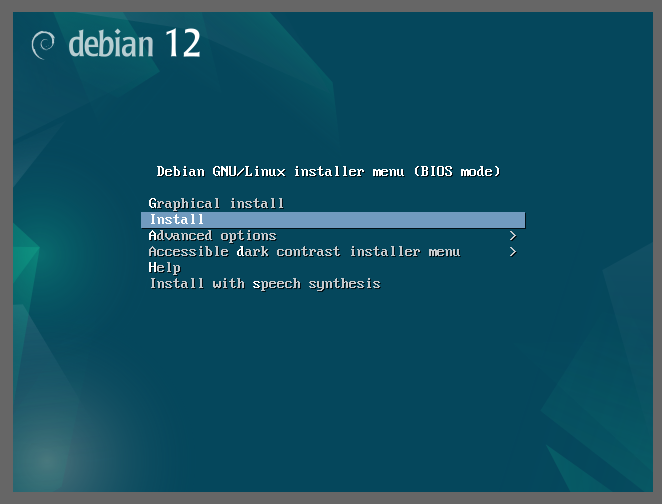 debian 12
Debian GNU/Linux installer menu (BIOS mode)
Graphical install
Install
Advanced options >
Accessible dark contrast installer menu >
Help
Install with speech synthesis